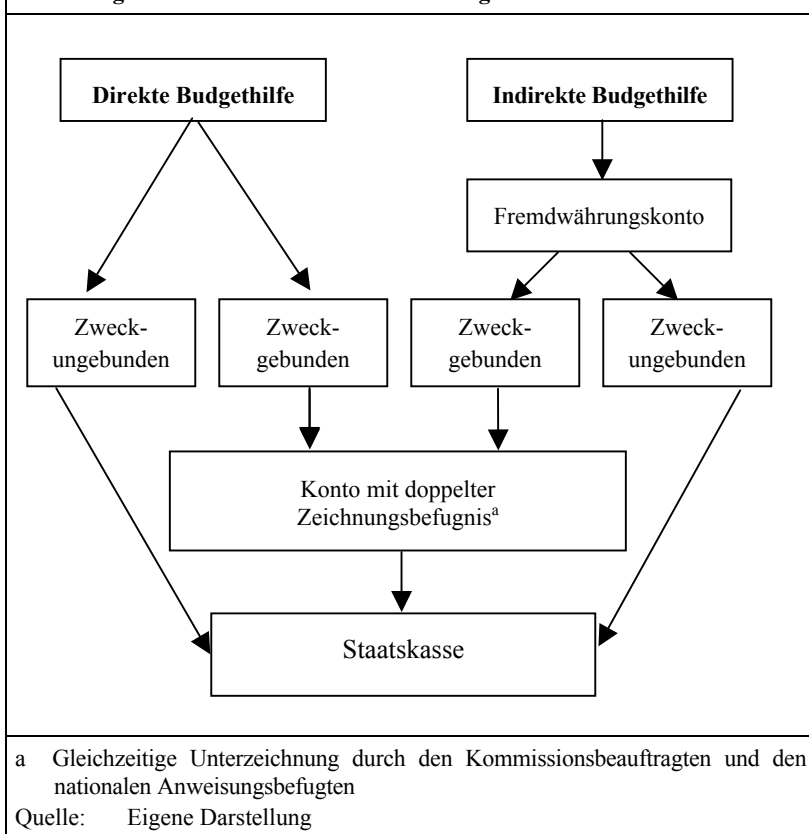 Direkte Budgethilfe
Indirekte Budgethilfe
Fremdwährungskonto
Zweck-
ungebunden
Zweck-
gebunden
Zweck-
gebunden
Zweck-
ungebunden
Konto mit doppelter
Zeichnungsbefugnisa
Staatskasse
a Gleichzeitige Unterzeichnung durch den Kommissionsbeauftragten und den
nationalen Anweisungsbefugten
Quelle: Eigene Darstellung